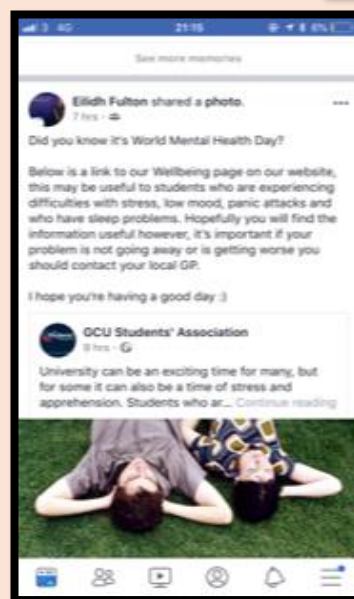 3 4G 21:15 6%
See more memories
Eilidh Fulton shared a photo.
7 hrs
Did you know it's World Mental Health Day?
Below is a link to our Wellbeing page on our website,
this may be useful to students who are experiencing
difficulties with stress, low mood, panic attacks and
who have sleep problems. Hopefully you will find the
information useful however, it's important if your
problem is not going away or is getting worse you
should contact your local GP.
I hope you're having a good day :)
GCU Students' Association
8 hrs
University can be an exciting time for many, but
for some it can also be a time of stress and
apprehension. Students who ar... Continue reading